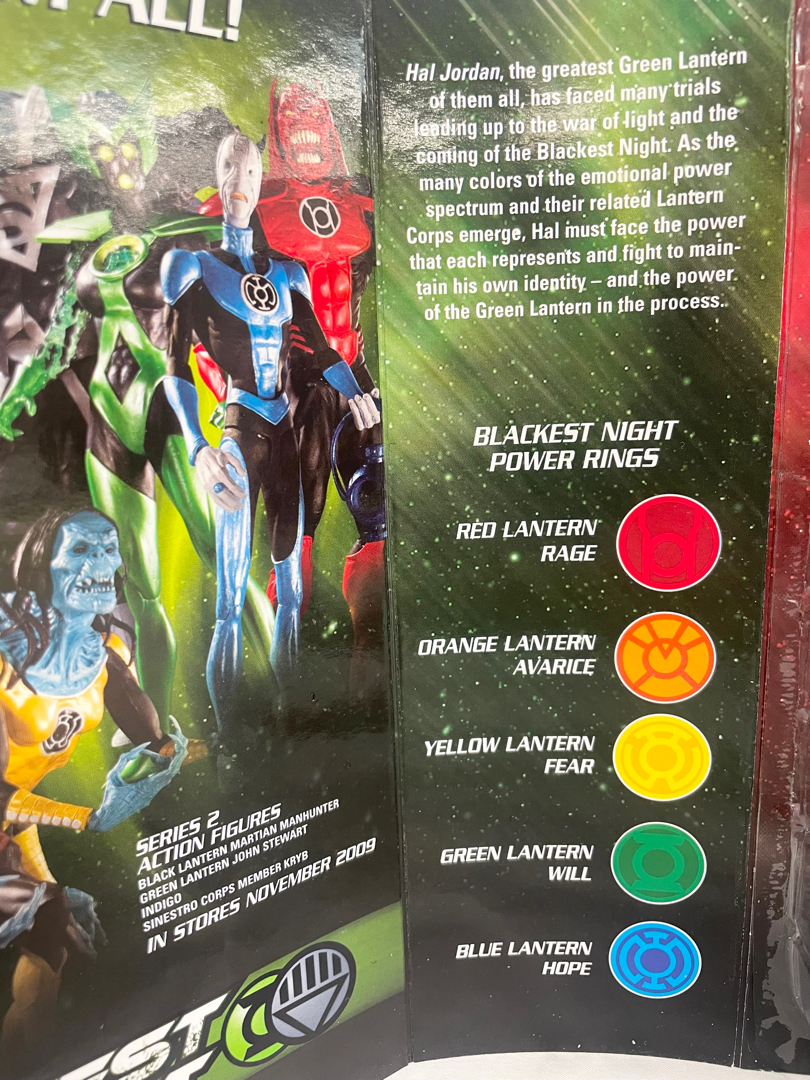 ALL!
SERIES 2
ACTION FIGURES
BLACK LANTERN MARTIAN MANHUNTER
GREEN LANTERN JOHN STEWART
INDIGO
SINESTRO CORPS MEMBER KRYB
IN STORES NOVEMBER 2009
Hal Jordan, the greatest Green Lantern
of them all, has faced many trials
leading up to the war of light and the
coming of the Blackest Night. As the
many colors of the emotional power
spectrum and their related Lantern
Corps emerge, Hal must face the power
that each represents and fight to main-
tain his own identity – and the power
of the Green Lantern in the process.
BLACKEST NIGHT
POWER RINGS
RED LANTERN
RAGE
ORANGE LANTERN
AVARICE
YELLOW LANTERN
FEAR
GREEN LANTERN
WILL
BLUE LANTERN
HOPE